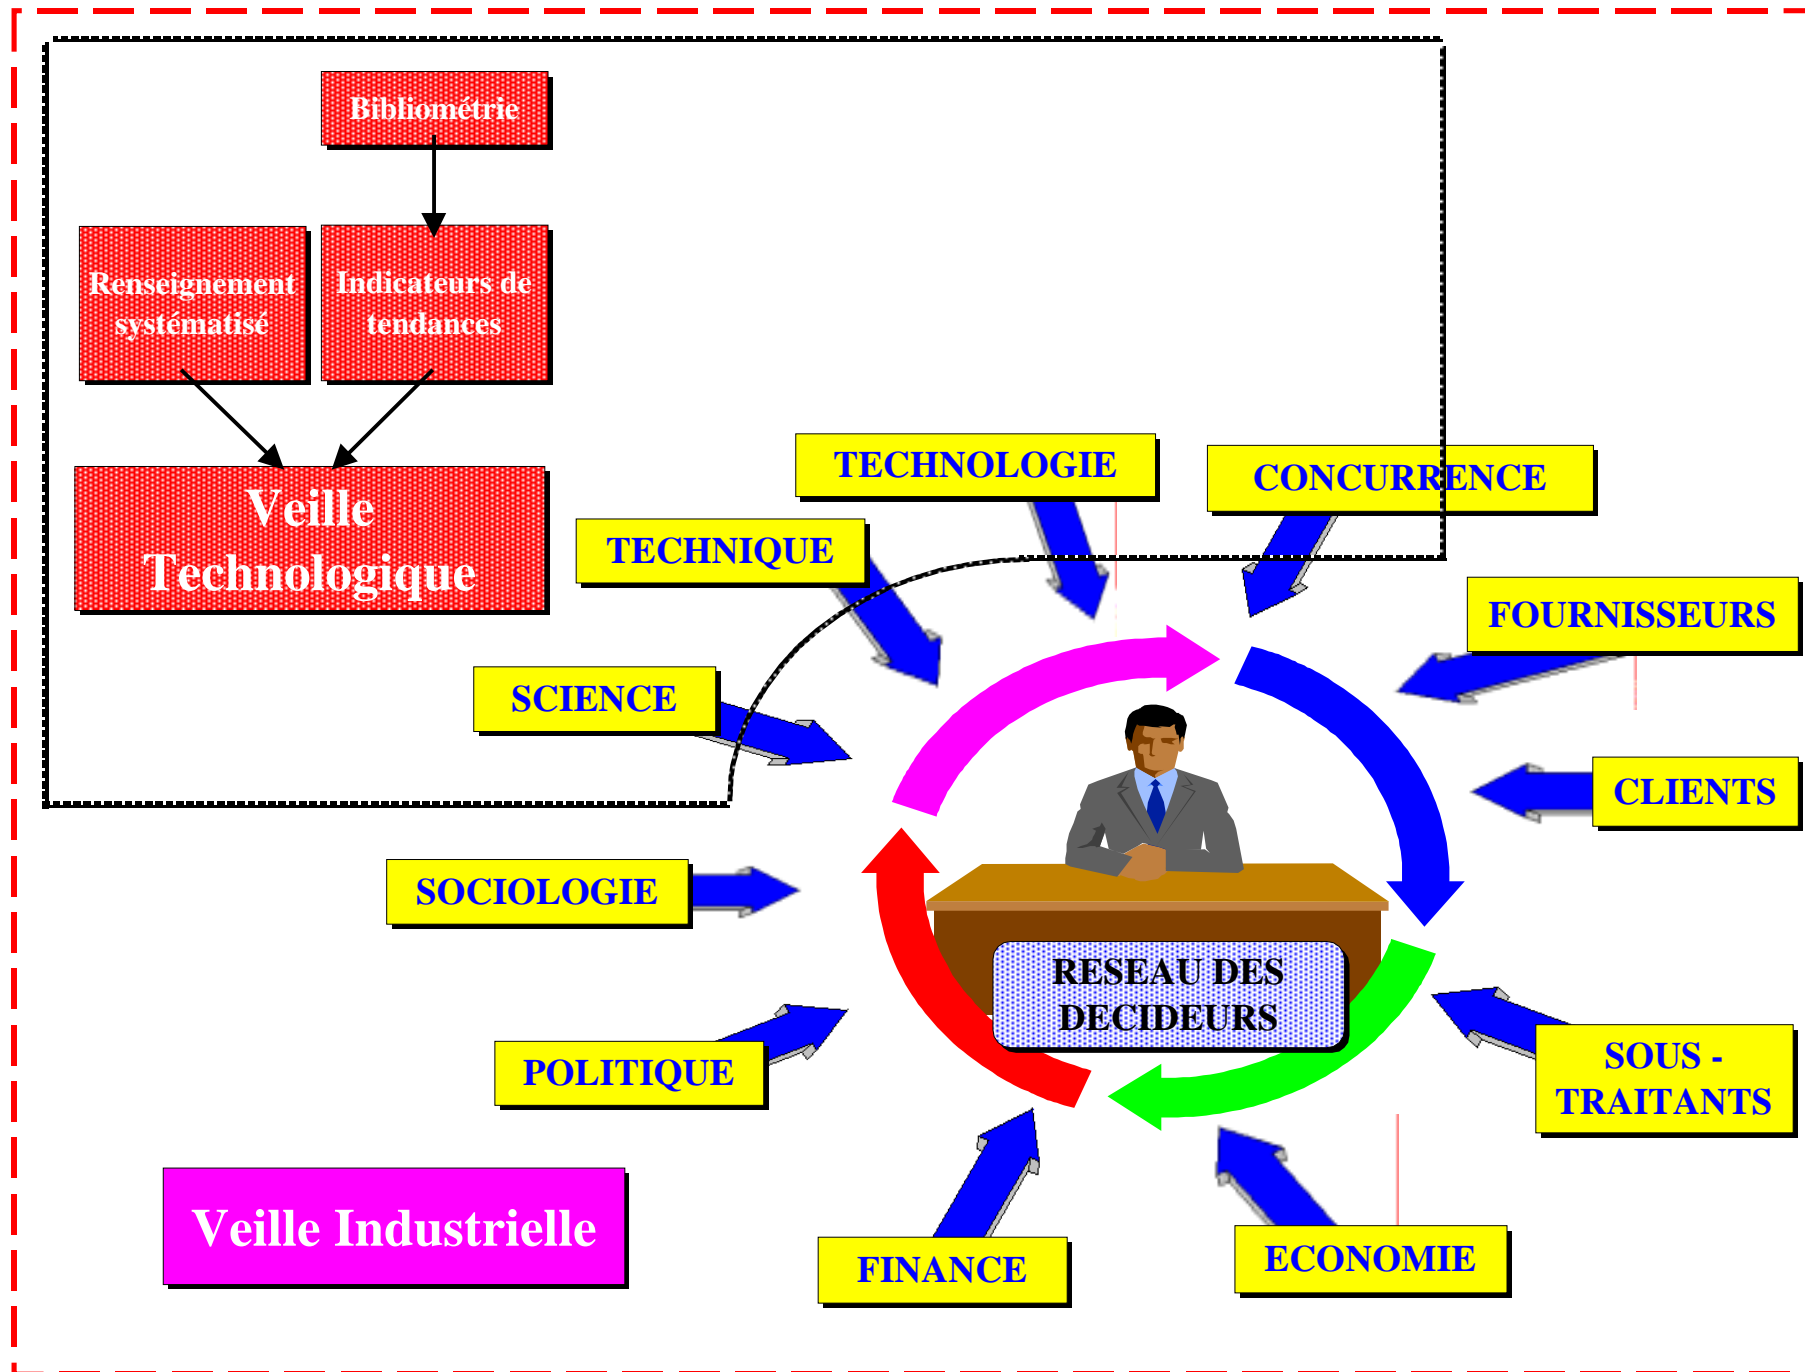 Bibliométrie
Renseignement
systématisé
Indicateurs de
tendances
Veille
Technologique
TECHNOLOGIE
CONCURRENCE
TECHNIQUE
FOURNISSEURS
SCIENCE
CLIENTS
SOCIOLOGIE
RESEAU DES
DECIDEURS
POLITIQUE
SOUS -
TRAITANTS
Veille Industrielle
FINANCE
ECONOMIE